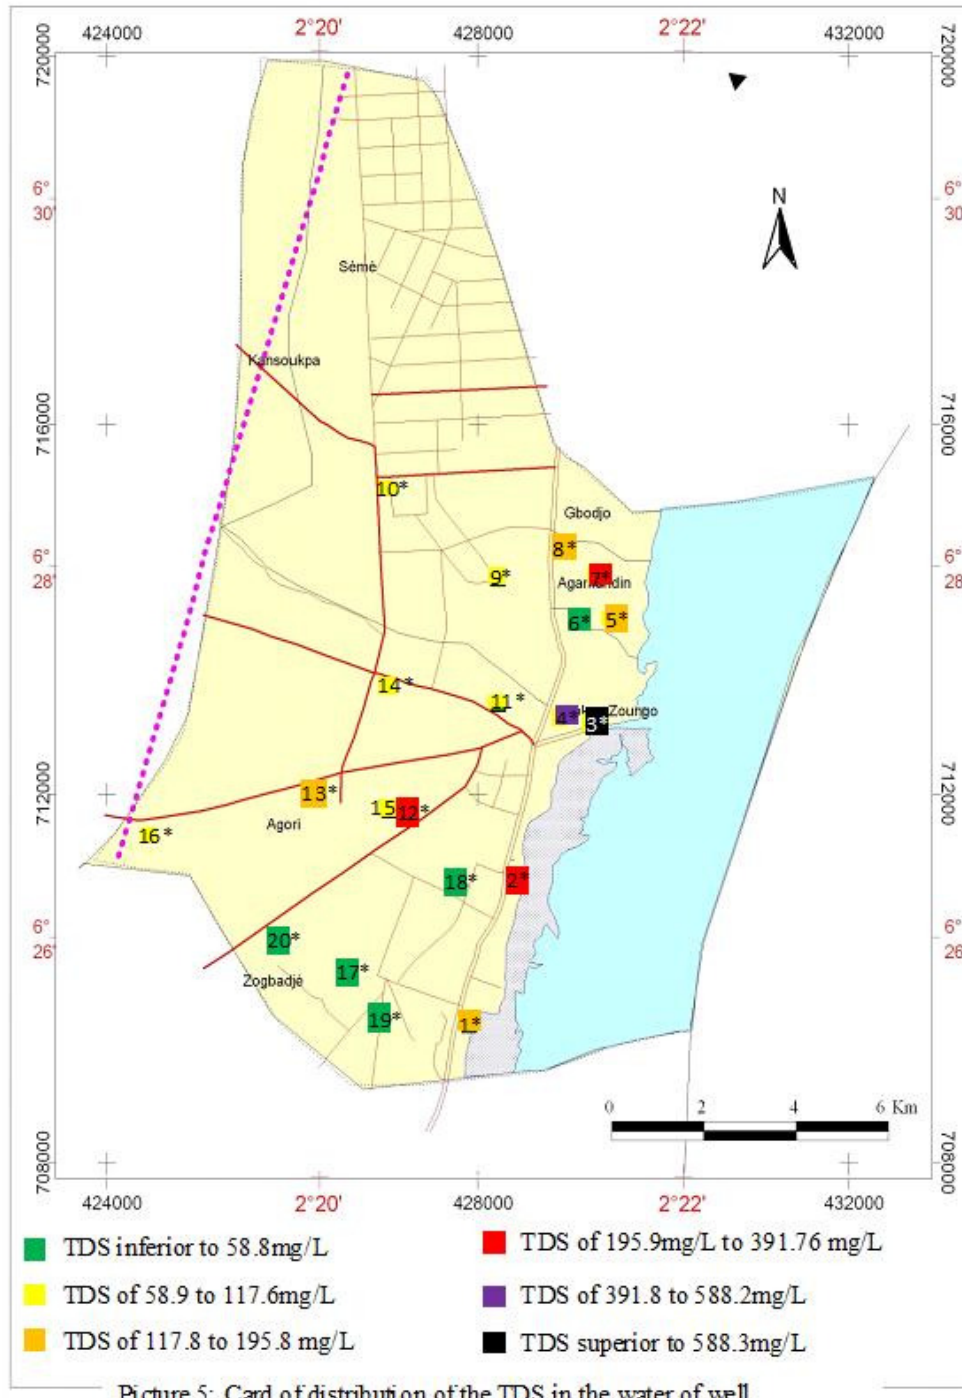 424000 2°20' 428000 2°22' 432000
720000 720000
N
6° 30' 6° 30'
Sèmè
Kansoukpa
716000 716000
10*
Gbodjo
8*
6° 28' 9* 7* 6° 28'
6* 5*
14* 11*
4* Zoungo
3*
712000 13* 15 12* 712000
Agori
16*
18* 2*
6° 26' 20* 6° 26'
17*
Zogbadjè
19* 1*
0 2 4 6 Km
708000 708000
424000 2°20' 428000 2°22' 432000
TDS inferior to 58.8mg/L
TDS of 58.9 to 117.6mg/L
TDS of 117.8 to 195.8 mg/L
TDS of 195.9mg/L to 391.76 mg/L
TDS of 391.8 to 588.2mg/L
TDS superior to 588.3mg/L
Picture 5: Card of distribution of the TDS in the water of well